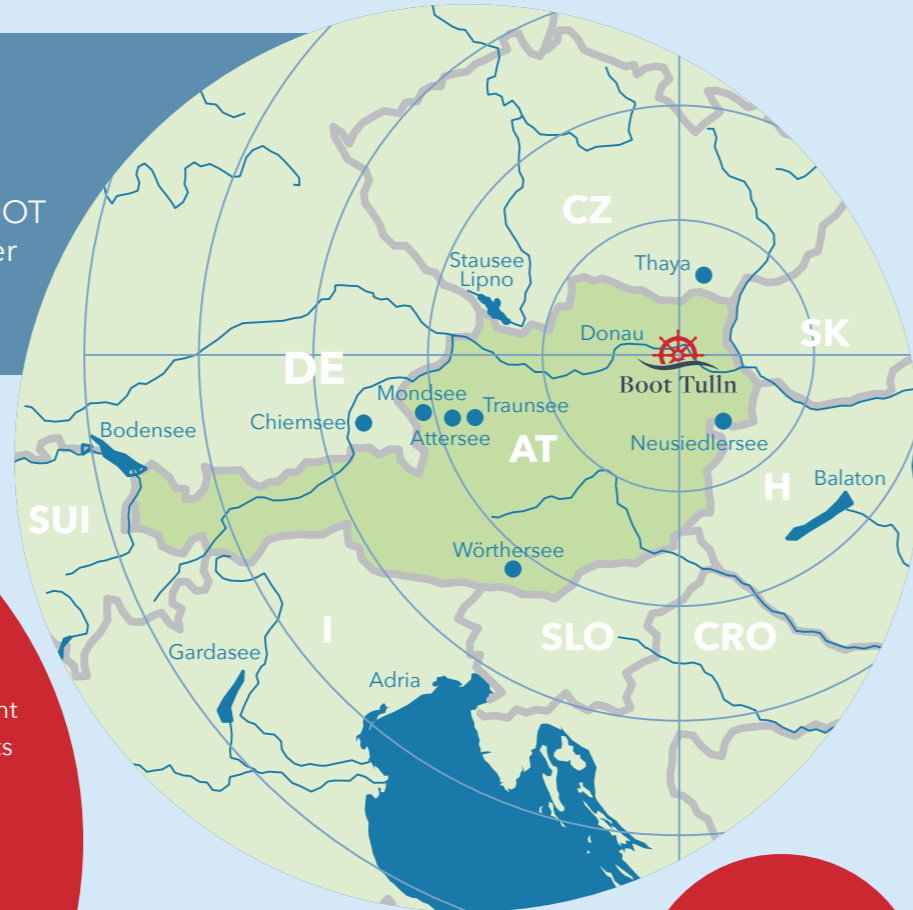 OT
er
CZ
Stausee
Lipno
Thaya
Donau
SK
DE
Boot Tulln
Mondsee
Traunsee
Chiemsee
Attersee
Bodensee
Neusiedlersee
AT
H
Balaton
SUI
Wörthersee
I
SLO
CRO
Gardasee
Adria
nt
ts